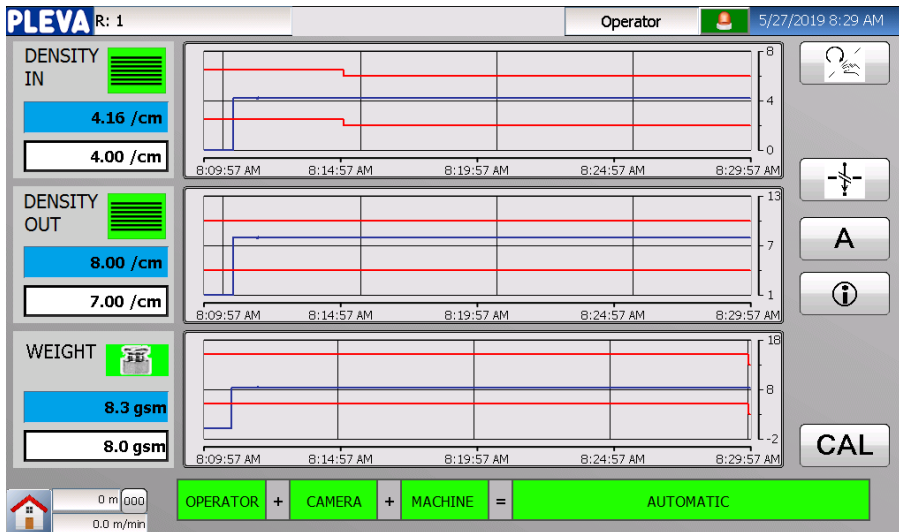 PLEVA R: 1 Operator 5/27/2019 8:29 AM
DENSITY
IN
4.16 /cm
4.00 /cm
8
4
0
8:09:57 AM 8:14:57 AM 8:19:57 AM 8:24:57 AM 8:29:57 AM
DENSITY
OUT
8.00 /cm
7.00 /cm
13
7
1
8:09:57 AM 8:14:57 AM 8:19:57 AM 8:24:57 AM 8:29:57 AM
A
WEIGHT
8.3 gsm
8.0 gsm
18
8
-2
8:09:57 AM 8:14:57 AM 8:19:57 AM 8:24:57 AM 8:29:57 AM
CAL
0 m 000
0.0 m/min
OPERATOR + CAMERA + MACHINE = AUTOMATIC